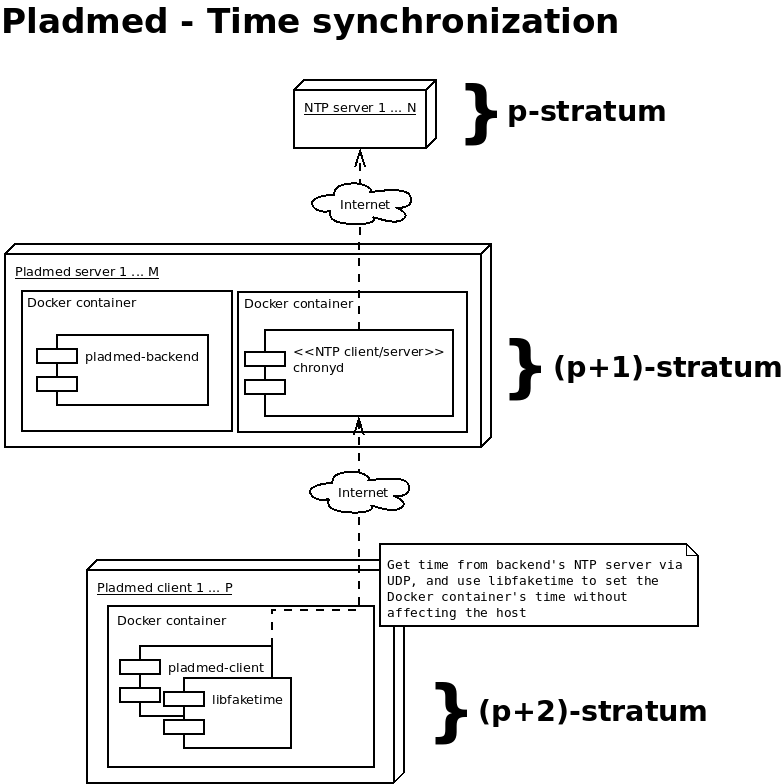 Pladmed - Time synchronization
NTP server 1 ... N
} p-stratum
Internet
Pladmed server 1 ... M
Docker container
pladmed-backend
Docker container
<<NTP client/server>>
chronyd
} (p+1)-stratum
Internet
Get time from backend's NTP server via
UDP, and use libfaketime to set the
Docker container's time without
affecting the host
Pladmed client 1 ... P
Docker container
pladmed-client
libfaketime
} (p+2)-stratum